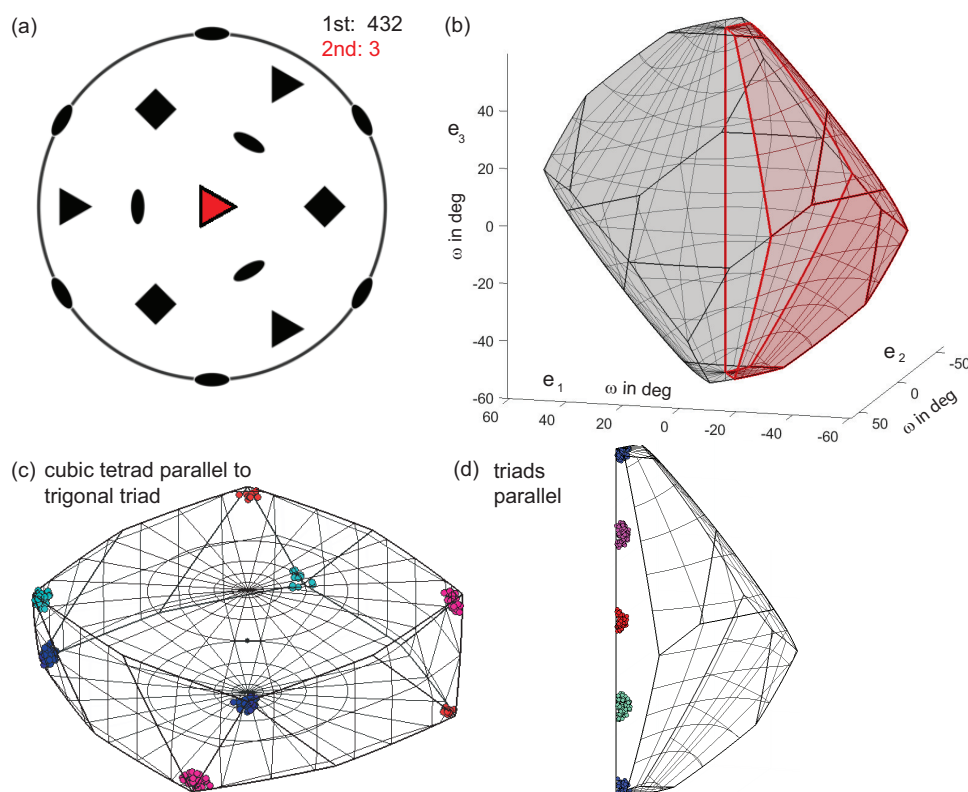 (a)
1st: 432
2nd: 3
(b)
40
20
0
-20
-40
-60
e3
ω in deg
60
40
20
0
-20
-40
-60
e1
ω in deg
50
0
-50
e2
ω in deg
(c) cubic tetrad parallel to
trigonal triad
(d) triads
parallel